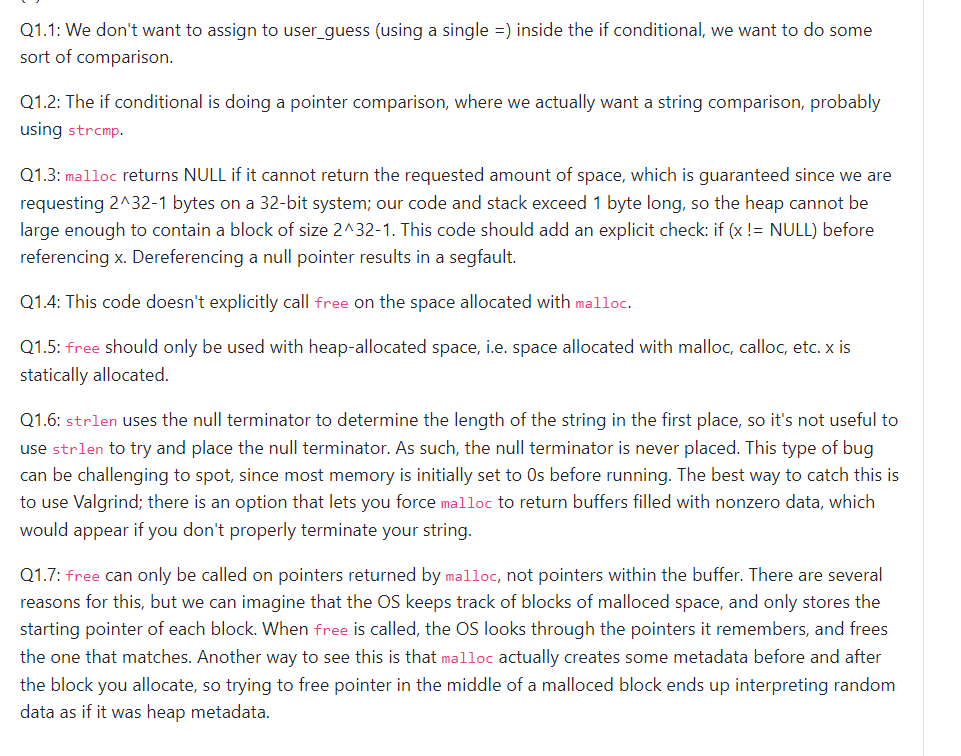 Q1.1: We don't want to assign to user_guess (using a single =) inside the if conditional, we want to do some
sort of comparison.
Q1.2: The if conditional is doing a pointer comparison, where we actually want a string comparison, probably
using strcmp.
Q1.3: malloc returns NULL if it cannot return the requested amount of space, which is guaranteed since we are
requesting 2^32-1 bytes on a 32-bit system; our code and stack exceed 1 byte long, so the heap cannot be
large enough to contain a block of size 2^32-1. This code should add an explicit check: if (x != NULL) before
referencing x. Dereferencing a null pointer results in a segfault.
Q1.4: This code doesn't explicitly call free on the space allocated with malloc.
Q1.5: free should only be used with heap-allocated space, i.e. space allocated with malloc, calloc, etc. x is
statically allocated.
Q1.6: strlen uses the null terminator to determine the length of the string in the first place, so it's not useful to
use strlen to try and place the null terminator. As such, the null terminator is never placed. This type of bug
can be challenging to spot, since most memory is initially set to 0s before running. The best way to catch this is
to use Valgrind; there is an option that lets you force malloc to return buffers filled with nonzero data, which
would appear if you don't properly terminate your string.
Q1.7: free can only be called on pointers returned by malloc, not pointers within the buffer. There are several
reasons for this, but we can imagine that the OS keeps track of blocks of malloced space, and only stores the
starting pointer of each block. When free is called, the OS looks through the pointers it remembers, and frees
the one that matches. Another way to see this is that malloc actually creates some metadata before and after
the block you allocate, so trying to free pointer in the middle of a malloced block ends up interpreting random
data as if it was heap metadata.